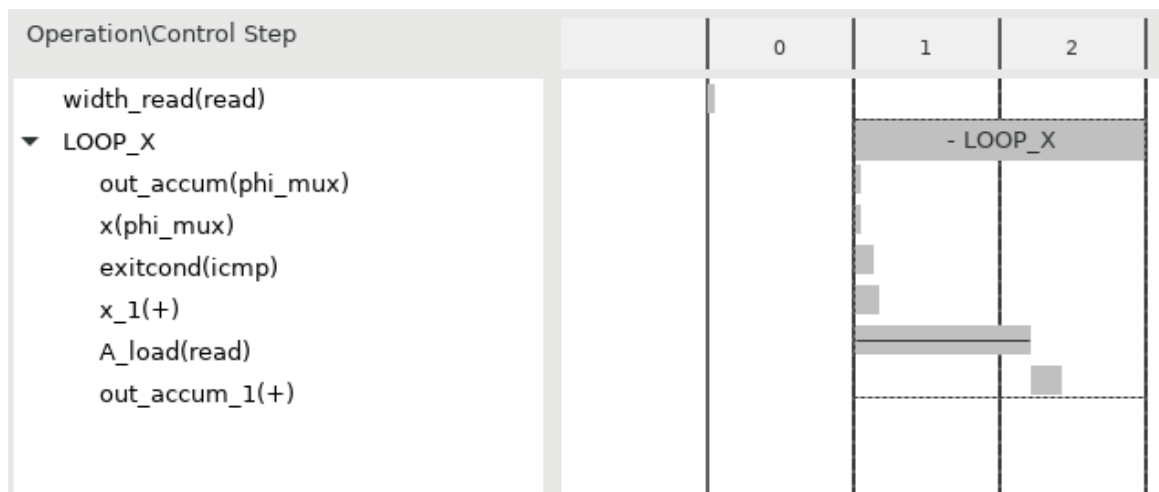 Operation\Control Step
0
1
2
width_read(read)
LOOP_X
- LOOP_X
out_accum(phi_mux)
x(phi_mux)
exitcond(icmp)
x_1(+)
A_load(read)
out_accum_1(+)